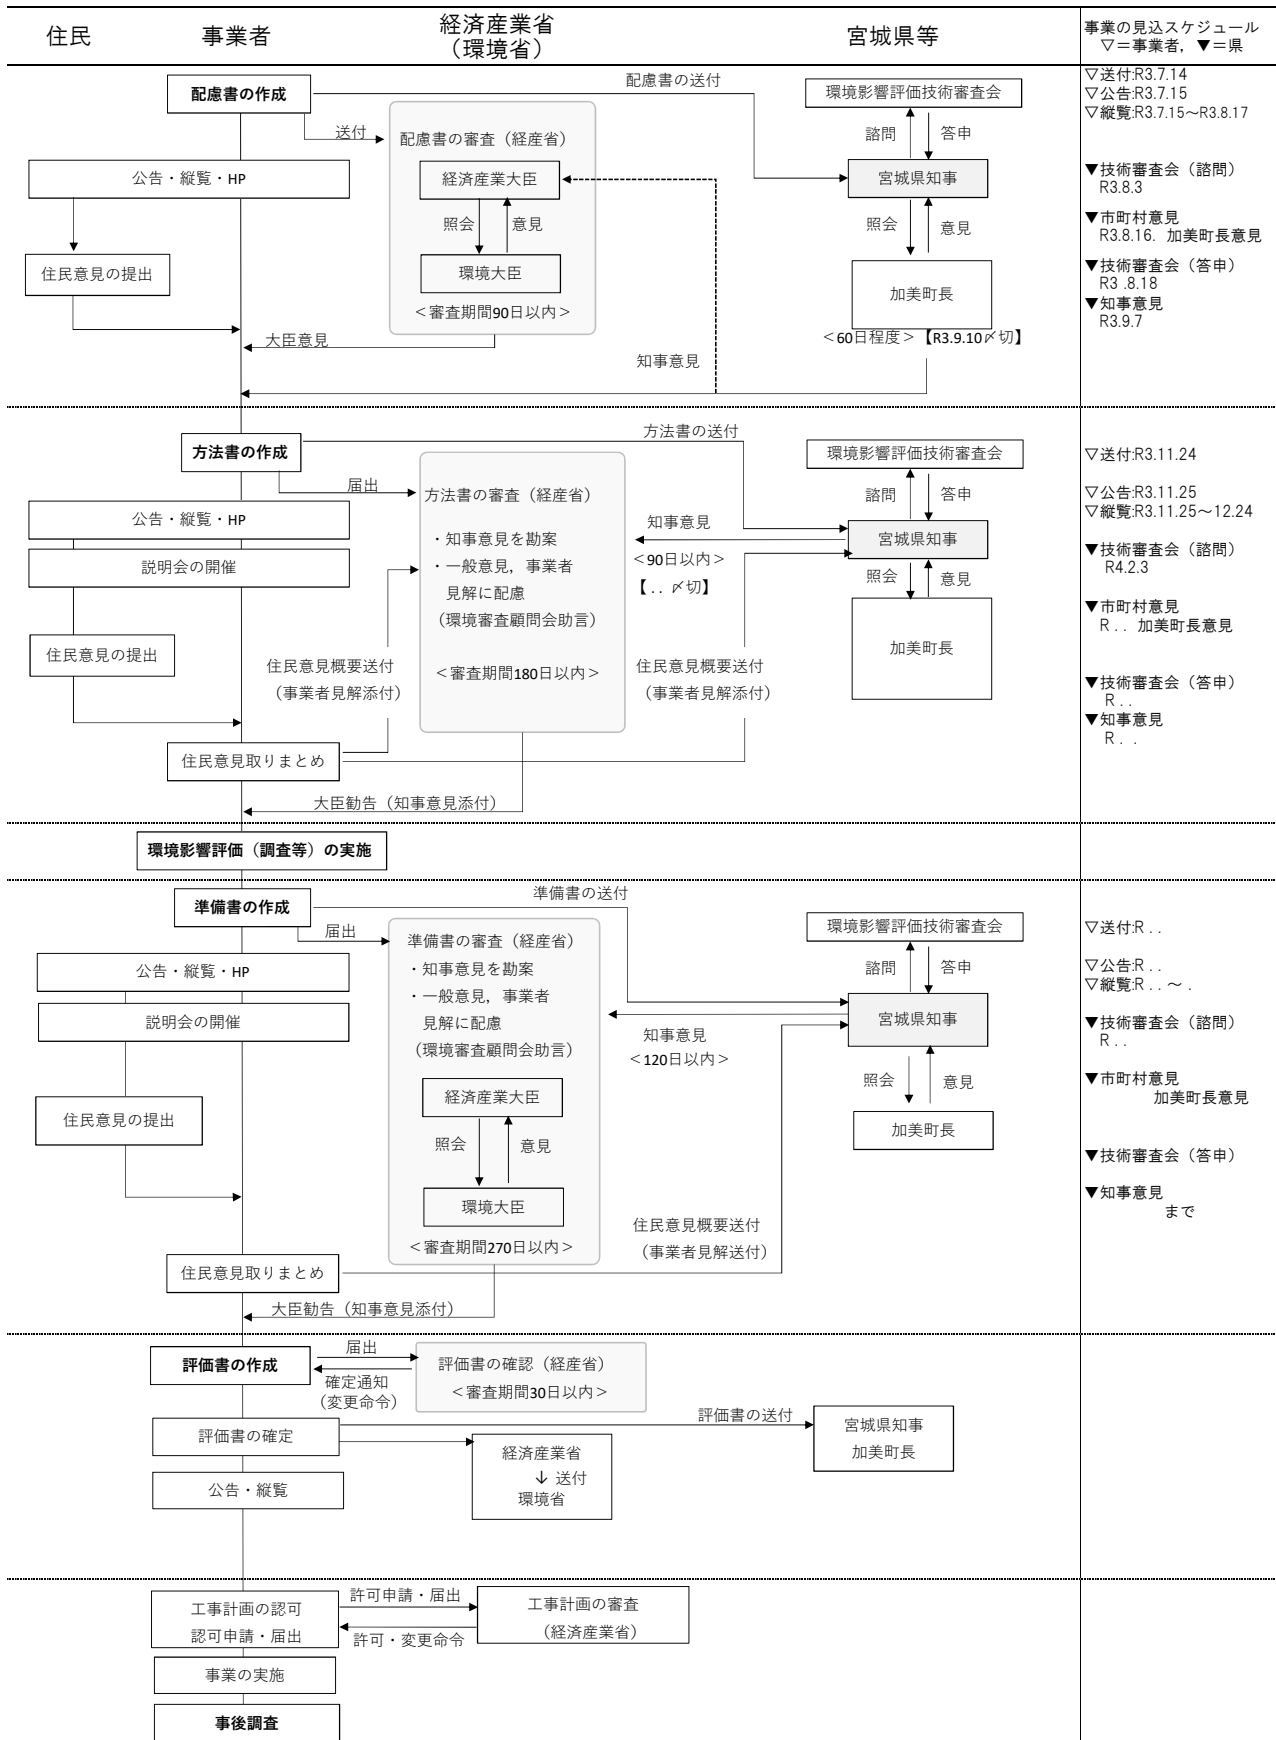 住民
事業者
経済産業省
（環境省）
宮城県等
事業の見込スケジュール
▽＝事業者，▼＝県
配慮書の作成
配慮書の送付
送付
配慮書の審査（経産省）
公告・縦覧・HP
経済産業大臣
照会
意見
環境大臣
＜審査期間90日以内＞
住民意見の提出
大臣意見
知事意見
環境影響評価技術審査会
諮問
答申
宮城県知事
照会
意見
加美町長
＜60日程度＞【R3.9.10〆切】
▽送付:R3.7.14
▽公告:R3.7.15
▽縦覧:R3.7.15～R3.8.17
▼技術審査会（諮問）
R3.8.3
▼市町村意見
R3.8.16. 加美町長意見
▼技術審査会（答申）
R3 .8.18
▼知事意見
R3.9.7
方法書の作成
方法書の送付
届出
方法書の審査（経産省）
・知事意見を勘案
・一般意見，事業者
見解に配慮
（環境審査顧問会助言）
＜審査期間180日以内＞
公告・縦覧・HP
説明会の開催
住民意見の提出
住民意見概要送付
（事業者見解添付）
住民意見取りまとめ
大臣勧告（知事意見添付）
知事意見
＜90日以内＞
【 . . 〆切】
住民意見概要送付
（事業者見解添付）
環境影響評価技術審査会
諮問
答申
宮城県知事
照会
意見
加美町長
▽送付:R3.11.24
▽公告:R3.11.25
▽縦覧:R3.11.25～12.24
▼技術審査会（諮問）
R4.2.3
▼市町村意見
R . . 加美町長意見
▼技術審査会（答申）
R . .
▼知事意見
R . .
環境影響評価（調査等）の実施
準備書の作成
準備書の送付
届出
準備書の審査（経産省）
・知事意見を勘案
・一般意見，事業者
見解に配慮
（環境審査顧問会助言）
経済産業大臣
照会
意見
環境大臣
＜審査期間270日以内＞
公告・縦覧・HP
説明会の開催
住民意見の提出
住民意見取りまとめ
大臣勧告（知事意見添付）
知事意見
＜120日以内＞
住民意見概要送付
（事業者見解送付）
環境影響評価技術審査会
諮問
答申
宮城県知事
照会
意見
加美町長
▽送付:R . .
▽公告:R . .
▽縦覧:R . . ～ .
▼技術審査会（諮問）
R . .
▼市町村意見
加美町長意見
▼技術審査会（答申）
▼知事意見
まで
評価書の作成
届出
確定通知
（変更命令）
評価書の確認（経産省）
＜審査期間30日以内＞
評価書の確定
評価書の送付
宮城県知事
加美町長
経済産業省
↓ 送付
環境省
公告・縦覧
工事計画の認可
認可申請・届出
許可申請・届出
許可・変更命令
工事計画の審査
（経済産業省）
事業の実施
事後調査